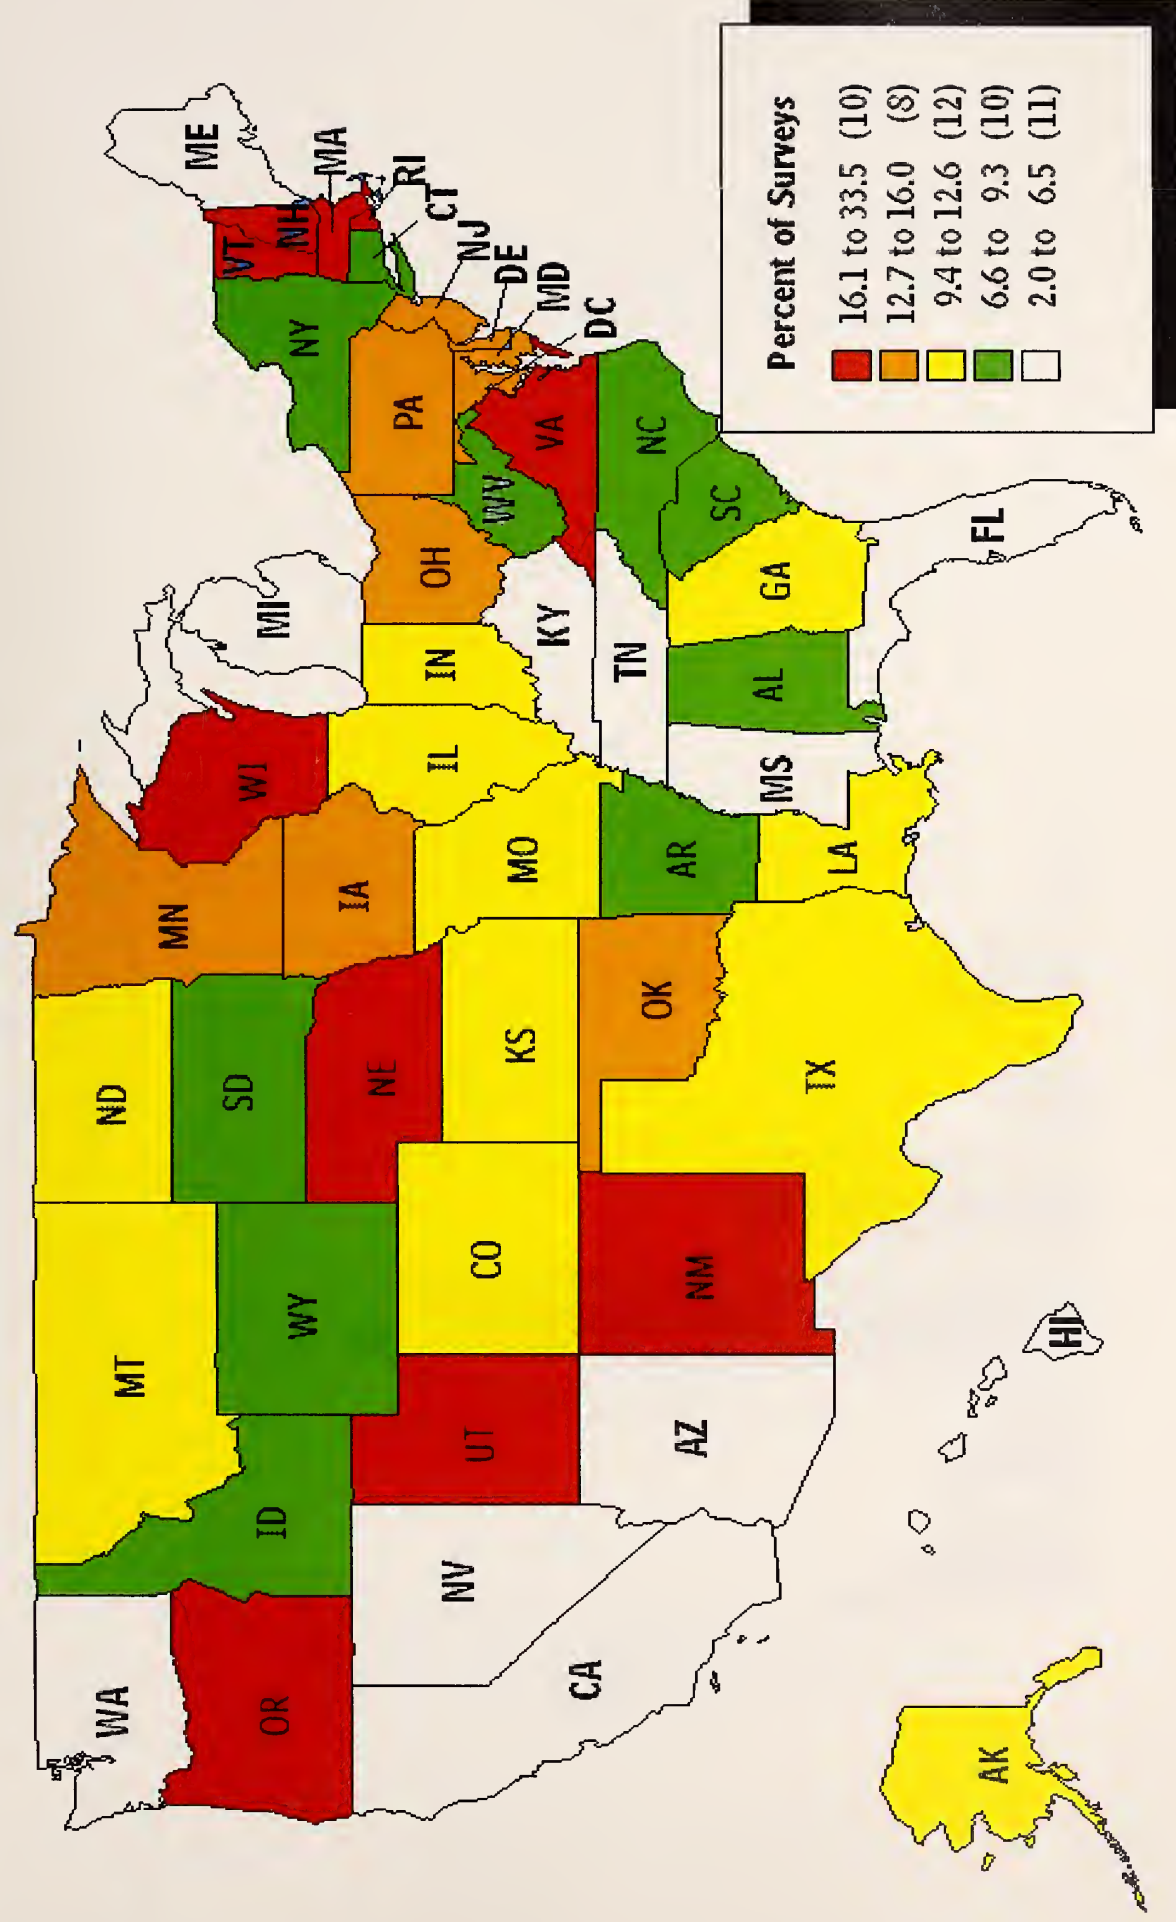 WA
OR
CA
NV
ID
MT
WY
UT
AZ
CO
NM
ND
SD
NE
KS
OK
TX
MN
IA
MO
AR
LA
WI
IL
MS
MI
IN
KY
TN
AL
OH
WV
VA
NC
SC
GA
FL
PA
NY
VT
NH
ME
MA
RI
CT
NJ
DE
MD
DC
AK
HI
Percent of Surveys
16.1 to 33.5 (10)
12.7 to 16.0 (8)
9.4 to 12.6 (12)
6.6 to 9.3 (10)
2.0 to 6.5 (11)